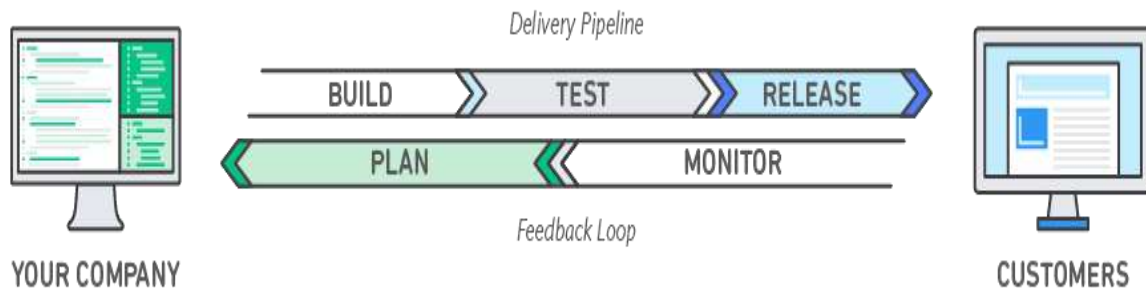 Delivery Pipeline
BUILD TEST RELEASE
PLAN MONITOR
Feedback Loop
YOUR COMPANY CUSTOMERS